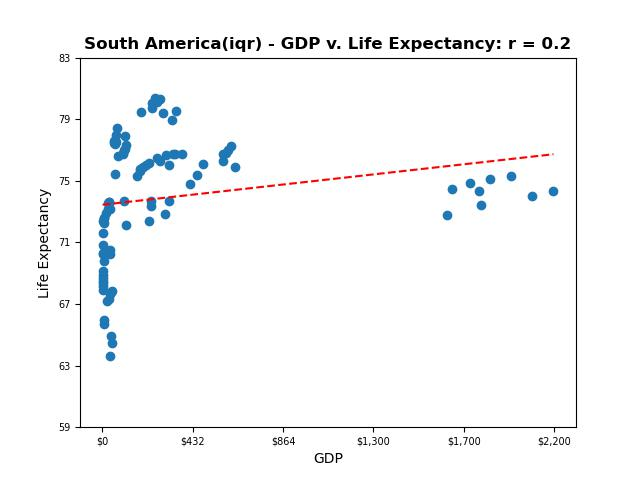 South America(iqr) - GDP v. Life Expectancy: r = 0.2
83
79
75
71
67
63
59
Life Expectancy
$0 $432 $864 $1,300 $1,700 $2,200
GDP